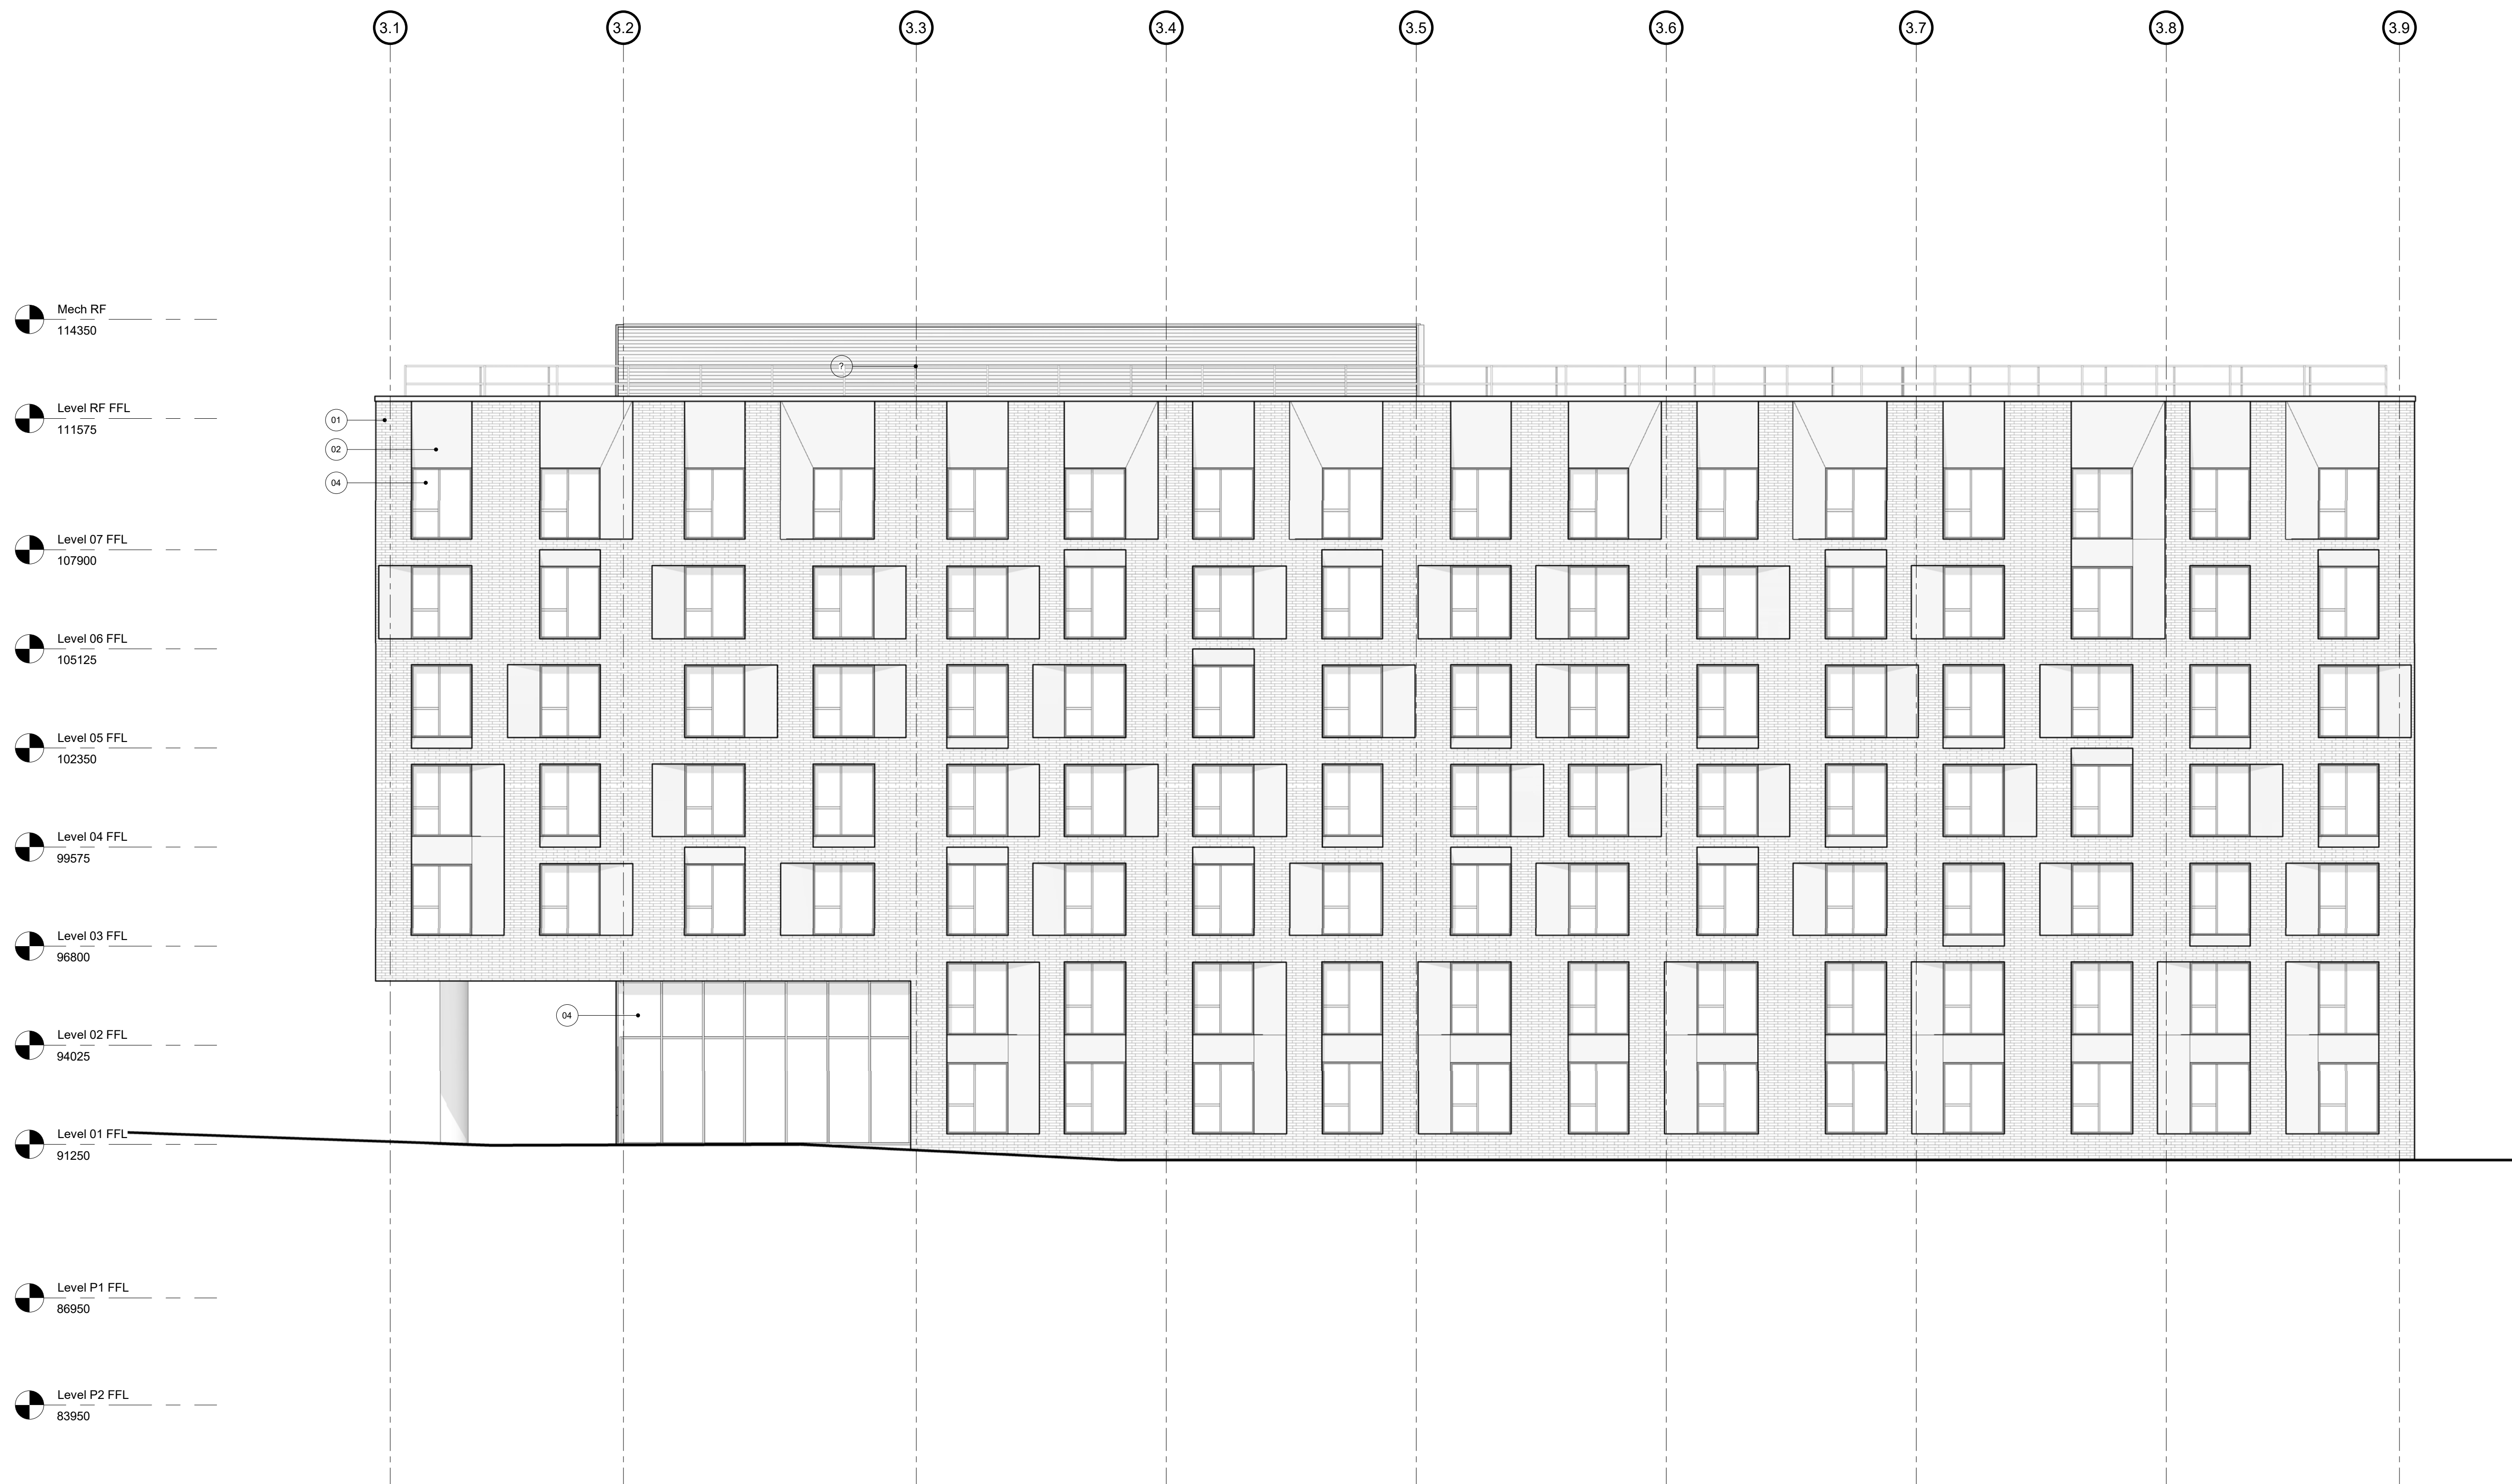 3.1 3.2 3.3 3.4 3.5 3.6 3.7 3.8 3.9
Mech RF
114350
?
Level RF FFL
111575
01
02
04
Level 07 FFL
107900
Level 06 FFL
105125
Level 05 FFL
102350
Level 04 FFL
99575
Level 03 FFL
96800
04
Level 02 FFL
94025
Level 01 FFL
91250
Level P1 FFL
86950
Level P2 FFL
83950